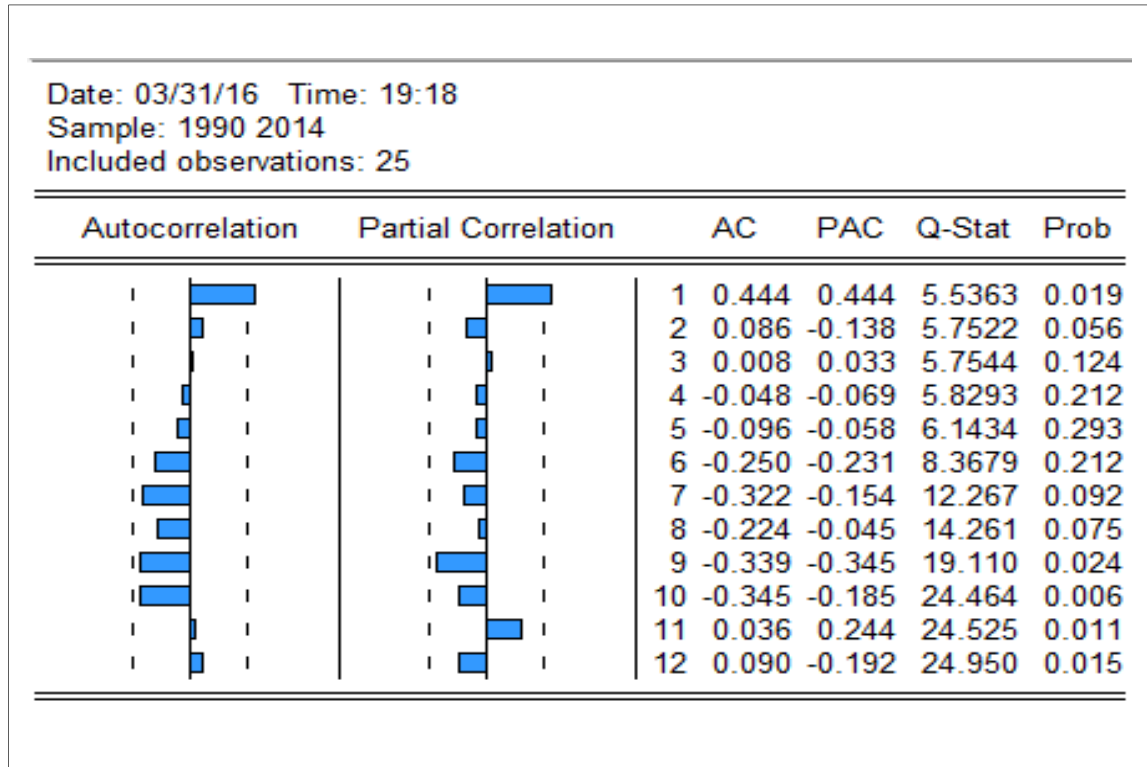 Date: 03/31/16 Time: 19:18
Sample: 1990 2014
Included observations: 25
Autocorrelation Partial Correlation AC PAC Q-Stat Prob
1 0.444 0.444 5.5363 0.019
2 0.086 -0.138 5.7522 0.056
3 0.008 0.033 5.7544 0.124
4 -0.048 -0.069 5.8293 0.212
5 -0.096 -0.058 6.1434 0.293
6 -0.250 -0.231 8.3679 0.212
7 -0.322 -0.154 12.267 0.092
8 -0.224 -0.045 14.261 0.075
9 -0.339 -0.345 19.110 0.024
10 -0.345 -0.185 24.464 0.006
11 0.036 0.244 24.525 0.011
12 0.090 -0.192 24.950 0.015